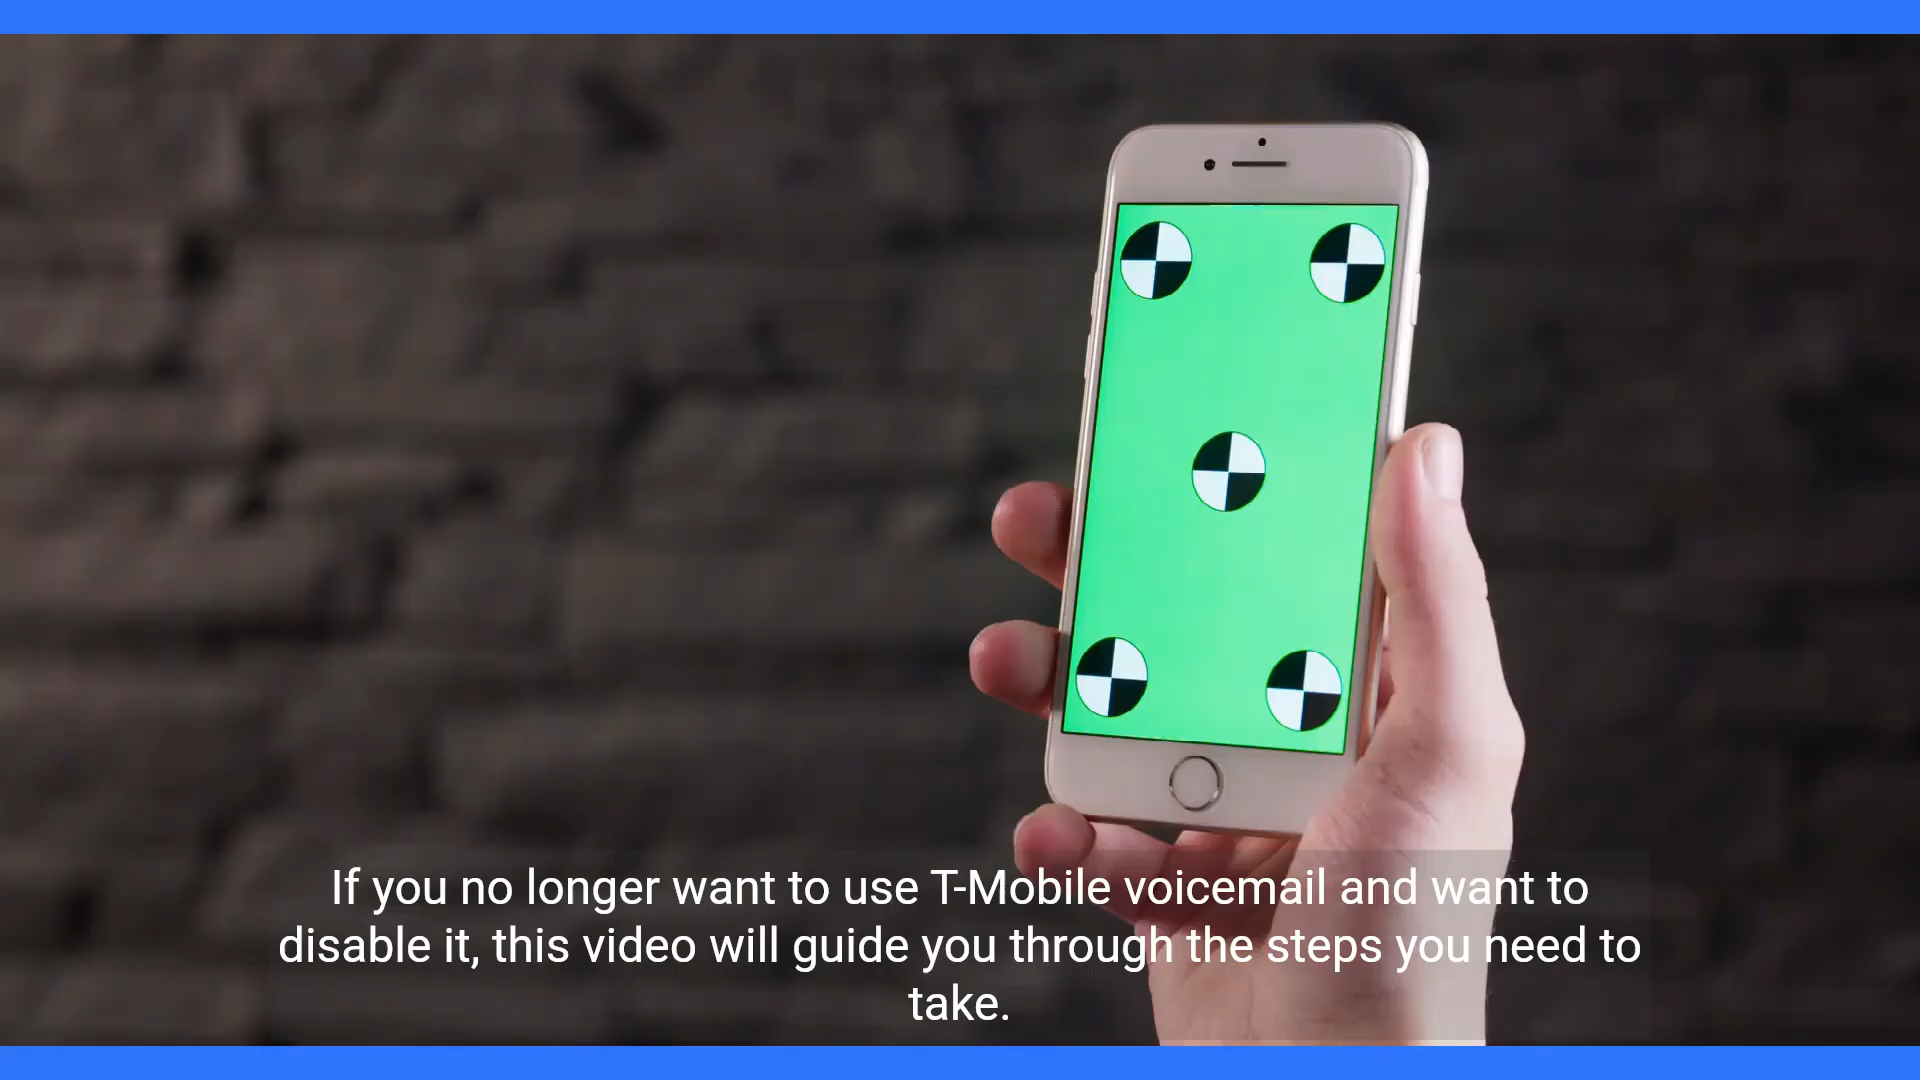 If you no longer want to use T-Mobile voicemail and want to
disable it, this video will guide you through the steps you need to
take.